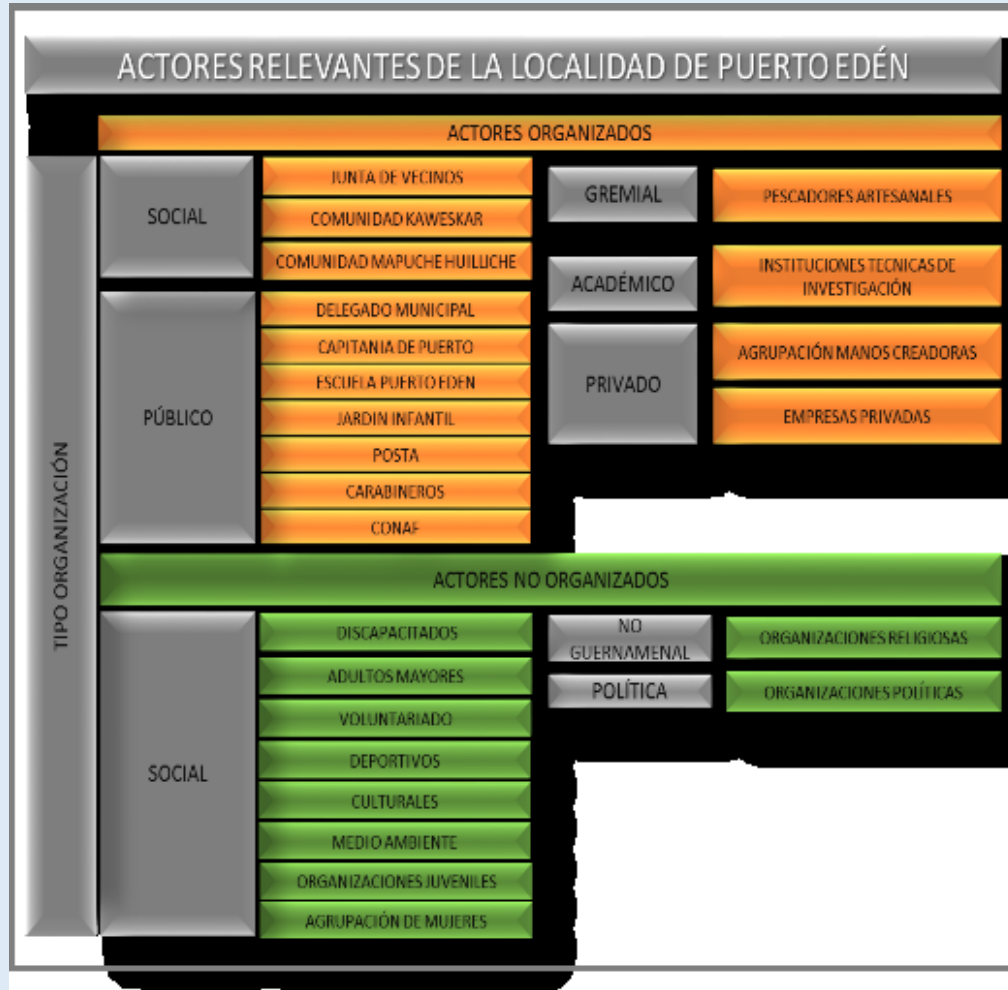 ACTORES RELEVANTES DE LA LOCALIDAD DE PUERTO EDÉN
ACTORES ORGANIZADOS
TIPO ORGANIZACIÓN
SOCIAL
JUNTA DE VECINOS
COMUNIDAD KAWESKAR
COMUNIDAD MAPUCHE HUILLICHE
PÚBLICO
DELEGADO MUNICIPAL
CAPITANIA DE PUERTO
ESCUELA PUERTO EDEN
JARDIN INFANTIL
POSTA
CARABINEROS
CONAF
GREMIAL
PESCADORES ARTESANALES
ACADÉMICO
INSTITUCIONES TECNICAS DE
INVESTIGACIÓN
PRIVADO
AGRUPACIÓN MANOS CREADORAS
EMPRESAS PRIVADAS
ACTORES NO ORGANIZADOS
SOCIAL
DISCAPACITADOS
ADULTOS MAYORES
VOLUNTARIADO
DEPORTIVOS
CULTURALES
MEDIO AMBIENTE
ORGANIZACIONES JUVENILES
AGRUPACIÓN DE MUJERES
NO
GUERNAMENAL
ORGANIZACIONES RELIGIOSAS
POLÍTICA
ORGANIZACIONES POLÍTICAS